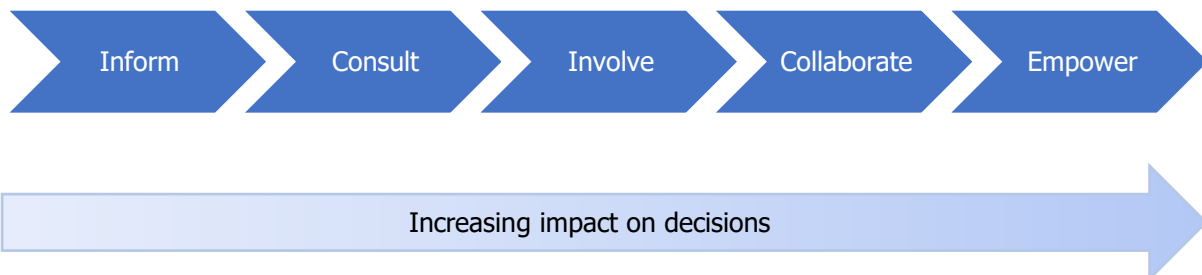 Inform Consult Involve Collaborate Empower
Increasing impact on decisions